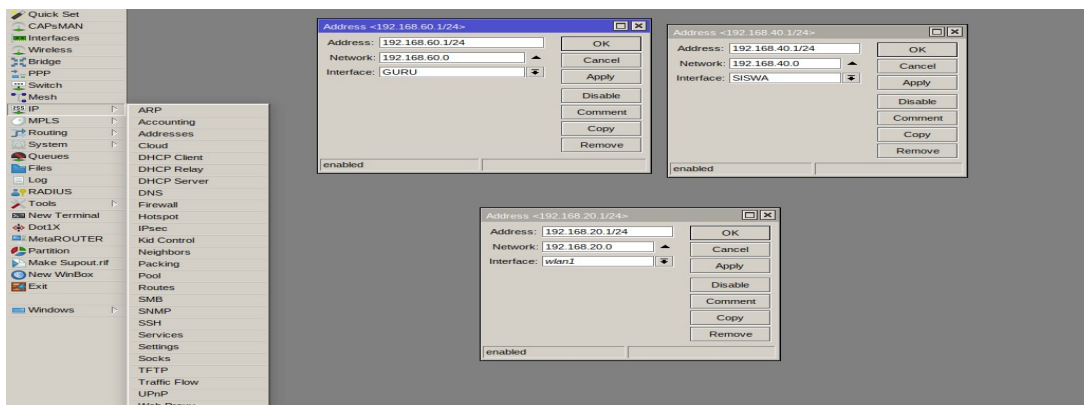 Quick Set
CAPsMAN
Interfaces
Wireless
Bridge
PPP
Switch
Mesh
IP
MPLS
Routing
System
Queues
Files
Log
RADIUS
Tools
New Terminal
Dot1X
MetaROUTER
Partition
Make Supout.rif
New WinBox
Exit
Windows
ARP
Accounting
Addresses
Cloud
DHCP Client
DHCP Relay
DHCP Server
DNS
Firewall
Hotspot
IPsec
Kid Control
Neighbors
Packing
Pool
Routes
SMB
SNMP
SSH
Services
Settings
Socks
TFTP
Traffic Flow
UPnP
Web Proxy
Address <192.168.60.1/24>
Address: 192.168.60.1/24
Network: 192.168.60.0
Interface: GURU
OK
Cancel
Apply
Disable
Comment
Copy
Remove
enabled
Address <192.168.40.1/24>
Address: 192.168.40.1/24
Network: 192.168.40.0
Interface: SISWA
OK
Cancel
Apply
Disable
Comment
Copy
Remove
enabled
Address <192.168.20.1/24>
Address: 192.168.20.1/24
Network: 192.168.20.0
Interface: wlan1
OK
Cancel
Apply
Disable
Comment
Copy
Remove
enabled